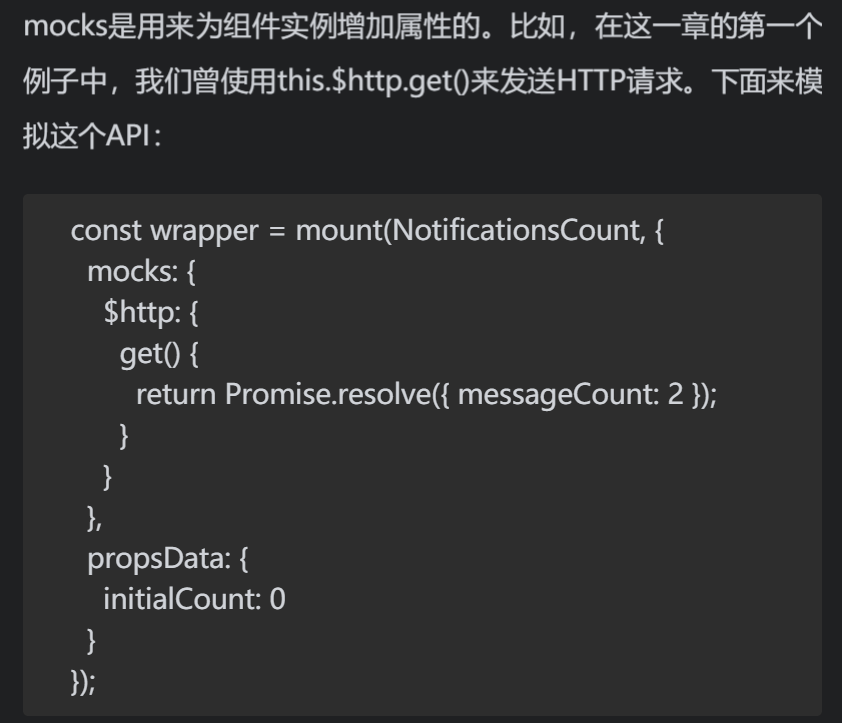 mocks是用来为组件实例增加属性的。比如，在这一章的第一个
例子中，我们曾使用this.$http.get()来发送HTTP请求。下面来模
拟这个API：
const wrapper = mount(NotificationsCount, {
  mocks: {
    $http: {
      get() {
        return Promise.resolve({ messageCount: 2 });
      }
    }
  },
  propsData: {
    initialCount: 0
  }
});